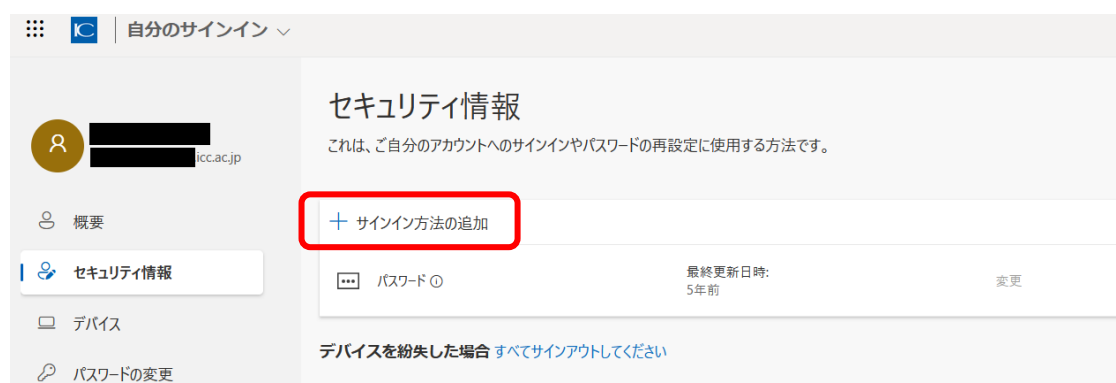 IC 自分のサインイン
セキュリティ情報
これは、ご自分のアカウントへのサインインやパスワードの再設定に使用する方法です。
icc.ac.jp
概要
セキュリティ情報
デバイス
パスワードの変更
+ サインイン方法の追加
パスワード
最終更新日時:
5年前
変更
デバイスを紛失した場合 すべてサインアウトしてください